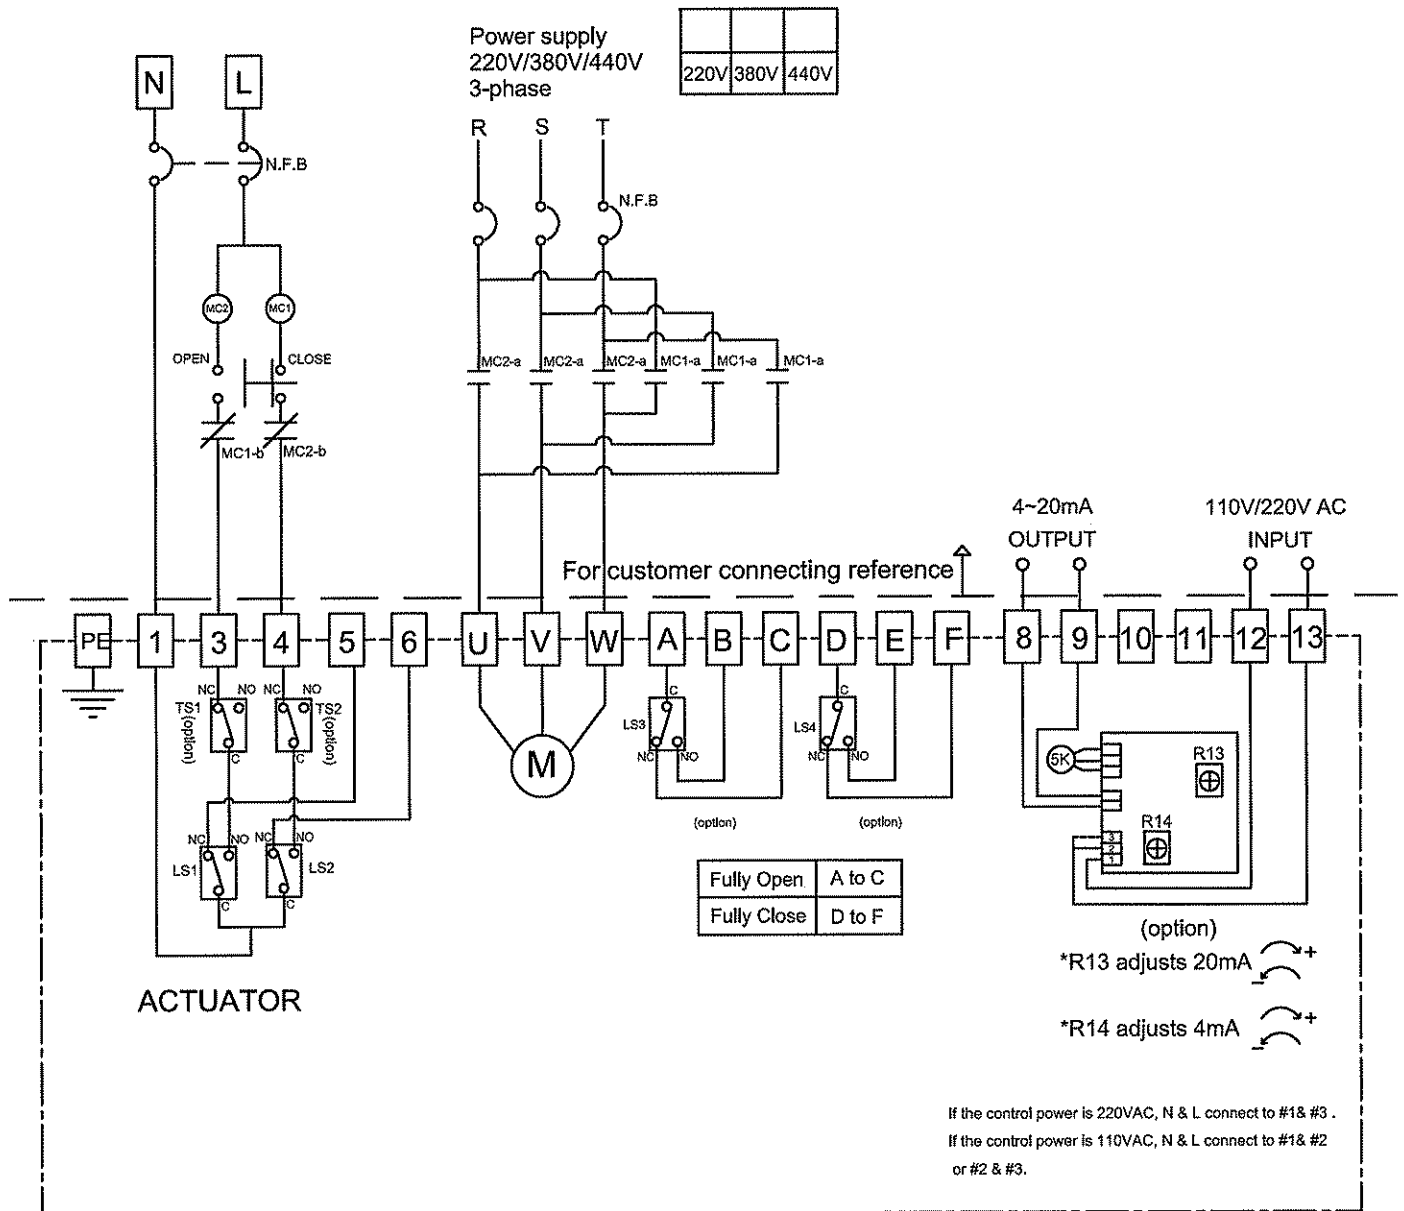 Power supply
220V/380V/440V
3-phase
220V 380V 440V
N L
N.F.B
R S T
N.F.B
MC2 MC1
OPEN CLOSE
MC2-a MC2-a MC2-a MC1-a MC1-a MC1-a
MC1-b MC2-b
4~20mA
OUTPUT
110V/220V AC
INPUT
For customer connecting reference
PE 1 3 4 5 6 U V W A B C D E F 8 9 10 11 12 13
NC NO NC NO
TS1 (option) TS2 (option)
C C
C C
LS3 LS4
NC NO NC NO
M
5K
R13
R14
3
2
1
(option) (option)
NC NO NC NO
LS1 LS2
C C
Fully Open A to C
Fully Close D to F
(option)
*R13 adjusts 20mA - +
*R14 adjusts 4mA - +
ACTUATOR
If the control power is 220VAC, N & L connect to #1& #3 .
If the control power is 110VAC, N & L connect to #1& #2
or #2 & #3.